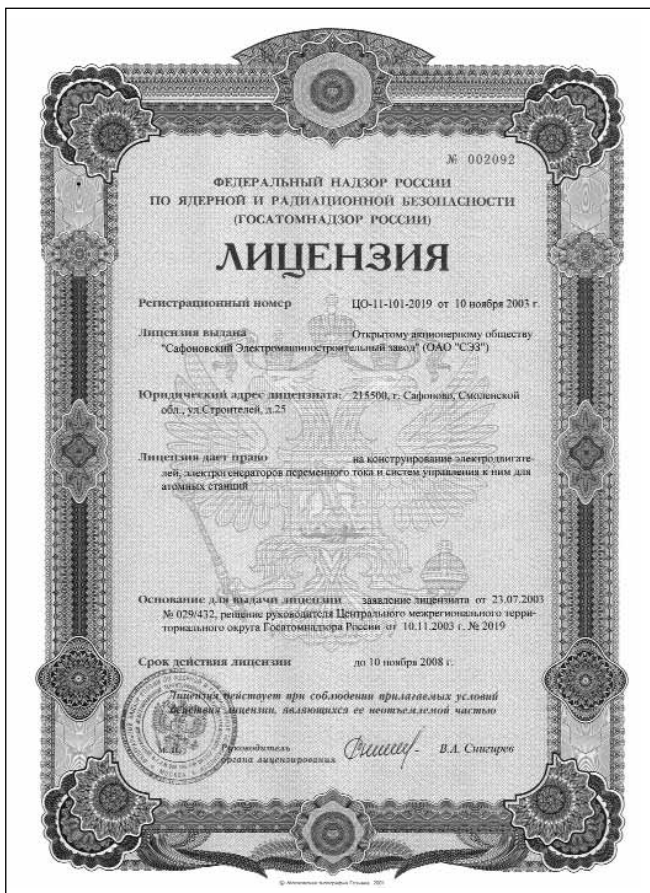 № 002092
ФЕДЕРАЛЬНЫЙ НАДЗОР РОССИИ
ПО ЯДЕРНОЙ И РАДИАЦИОННОЙ БЕЗОПАСНОСТИ
(ГОСАТОМНАДЗОР РОССИИ)
ЛИЦЕНЗИЯ
Регистрационный номер ЦО-11-101-2019 от 10 ноября 2003 г.
Лицензия выдана Открытому акционерному обществу
"Сафоновский Электромашиностроительный завод" (ОАО "СЭЗ")
Юридический адрес лицензиата: 215500, г. Сафоново, Смоленской
обл., ул.Строителей, д.25
Лицензия дает право на конструирование электродвигате-
лей, электрогенераторов переменного тока и систем управления к ним для
атомных станций
Основание для выдачи лицензии заявление лицензиата от 23.07.2003
№ 029/432, решение руководителя Центрального межрегионального терри-
ториального округа Госатомнадзора России от 10.11.2003 г. № 2019
Срок действия лицензии до 10 ноября 2008 г.
Лицензия действует при соблюдении прилагаемых условий
действия лицензии, являющихся ее неотъемлемой частью
М.П.
Руководитель
органа лицензирования
В.А. Снигирев